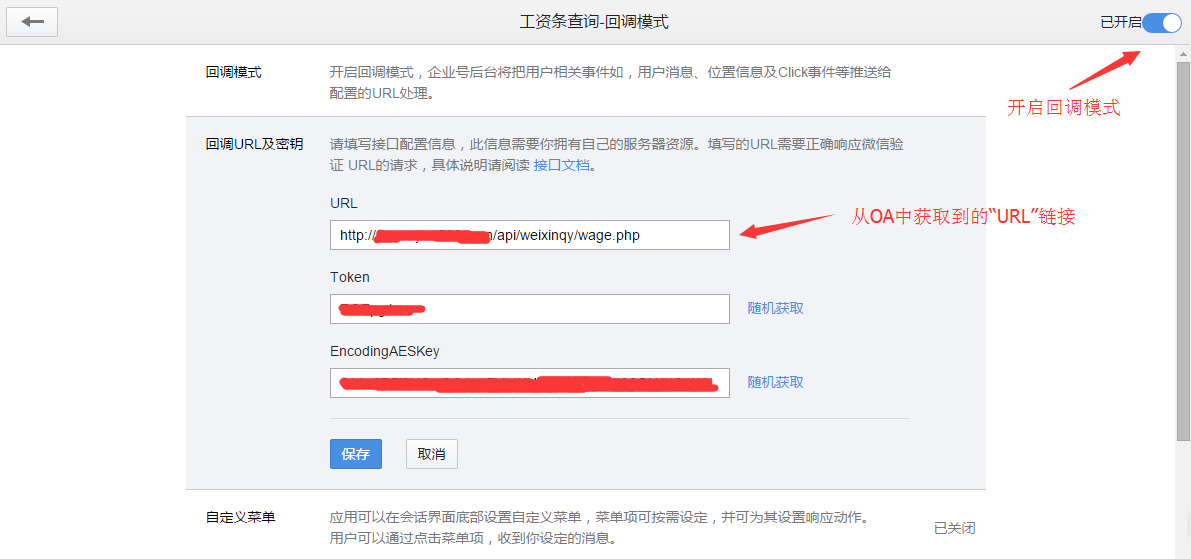 工资条查询-回调模式
已开启
回调模式
开启回调模式，企业号后台将把用户相关事件如，用户消息、位置信息及Click事件等推送给
配置的URL处理。
开启回调模式
回调URL及密钥
请填写接口配置信息，此信息需要你拥有自己的服务器资源。填写的URL需要正确响应微信验
证 URL的请求，具体说明请阅读 接口文档。
URL
http:// /api/weixinqy/wage.php
从OA中获取到的“URL”链接
Token
随机获取
EncodingAESKey
随机获取
保存 取消
自定义菜单
应用可以在会话界面底部设置自定义菜单，菜单项可按需设定，并可为其设置响应动作。
用户可以通过点击菜单项，收到你设定的消息。
已关闭